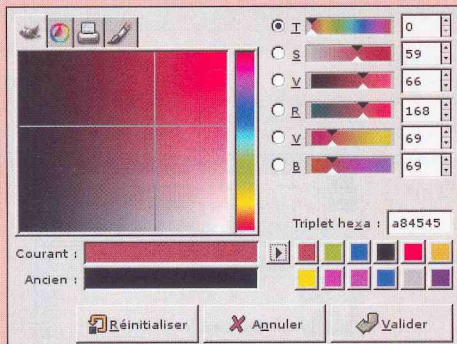 T 0
S 59
V 66
R 168
V 69
B 69
Triplet hexa : a84545
Courant :
Ancien :
Réinitialiser Annuler Valider